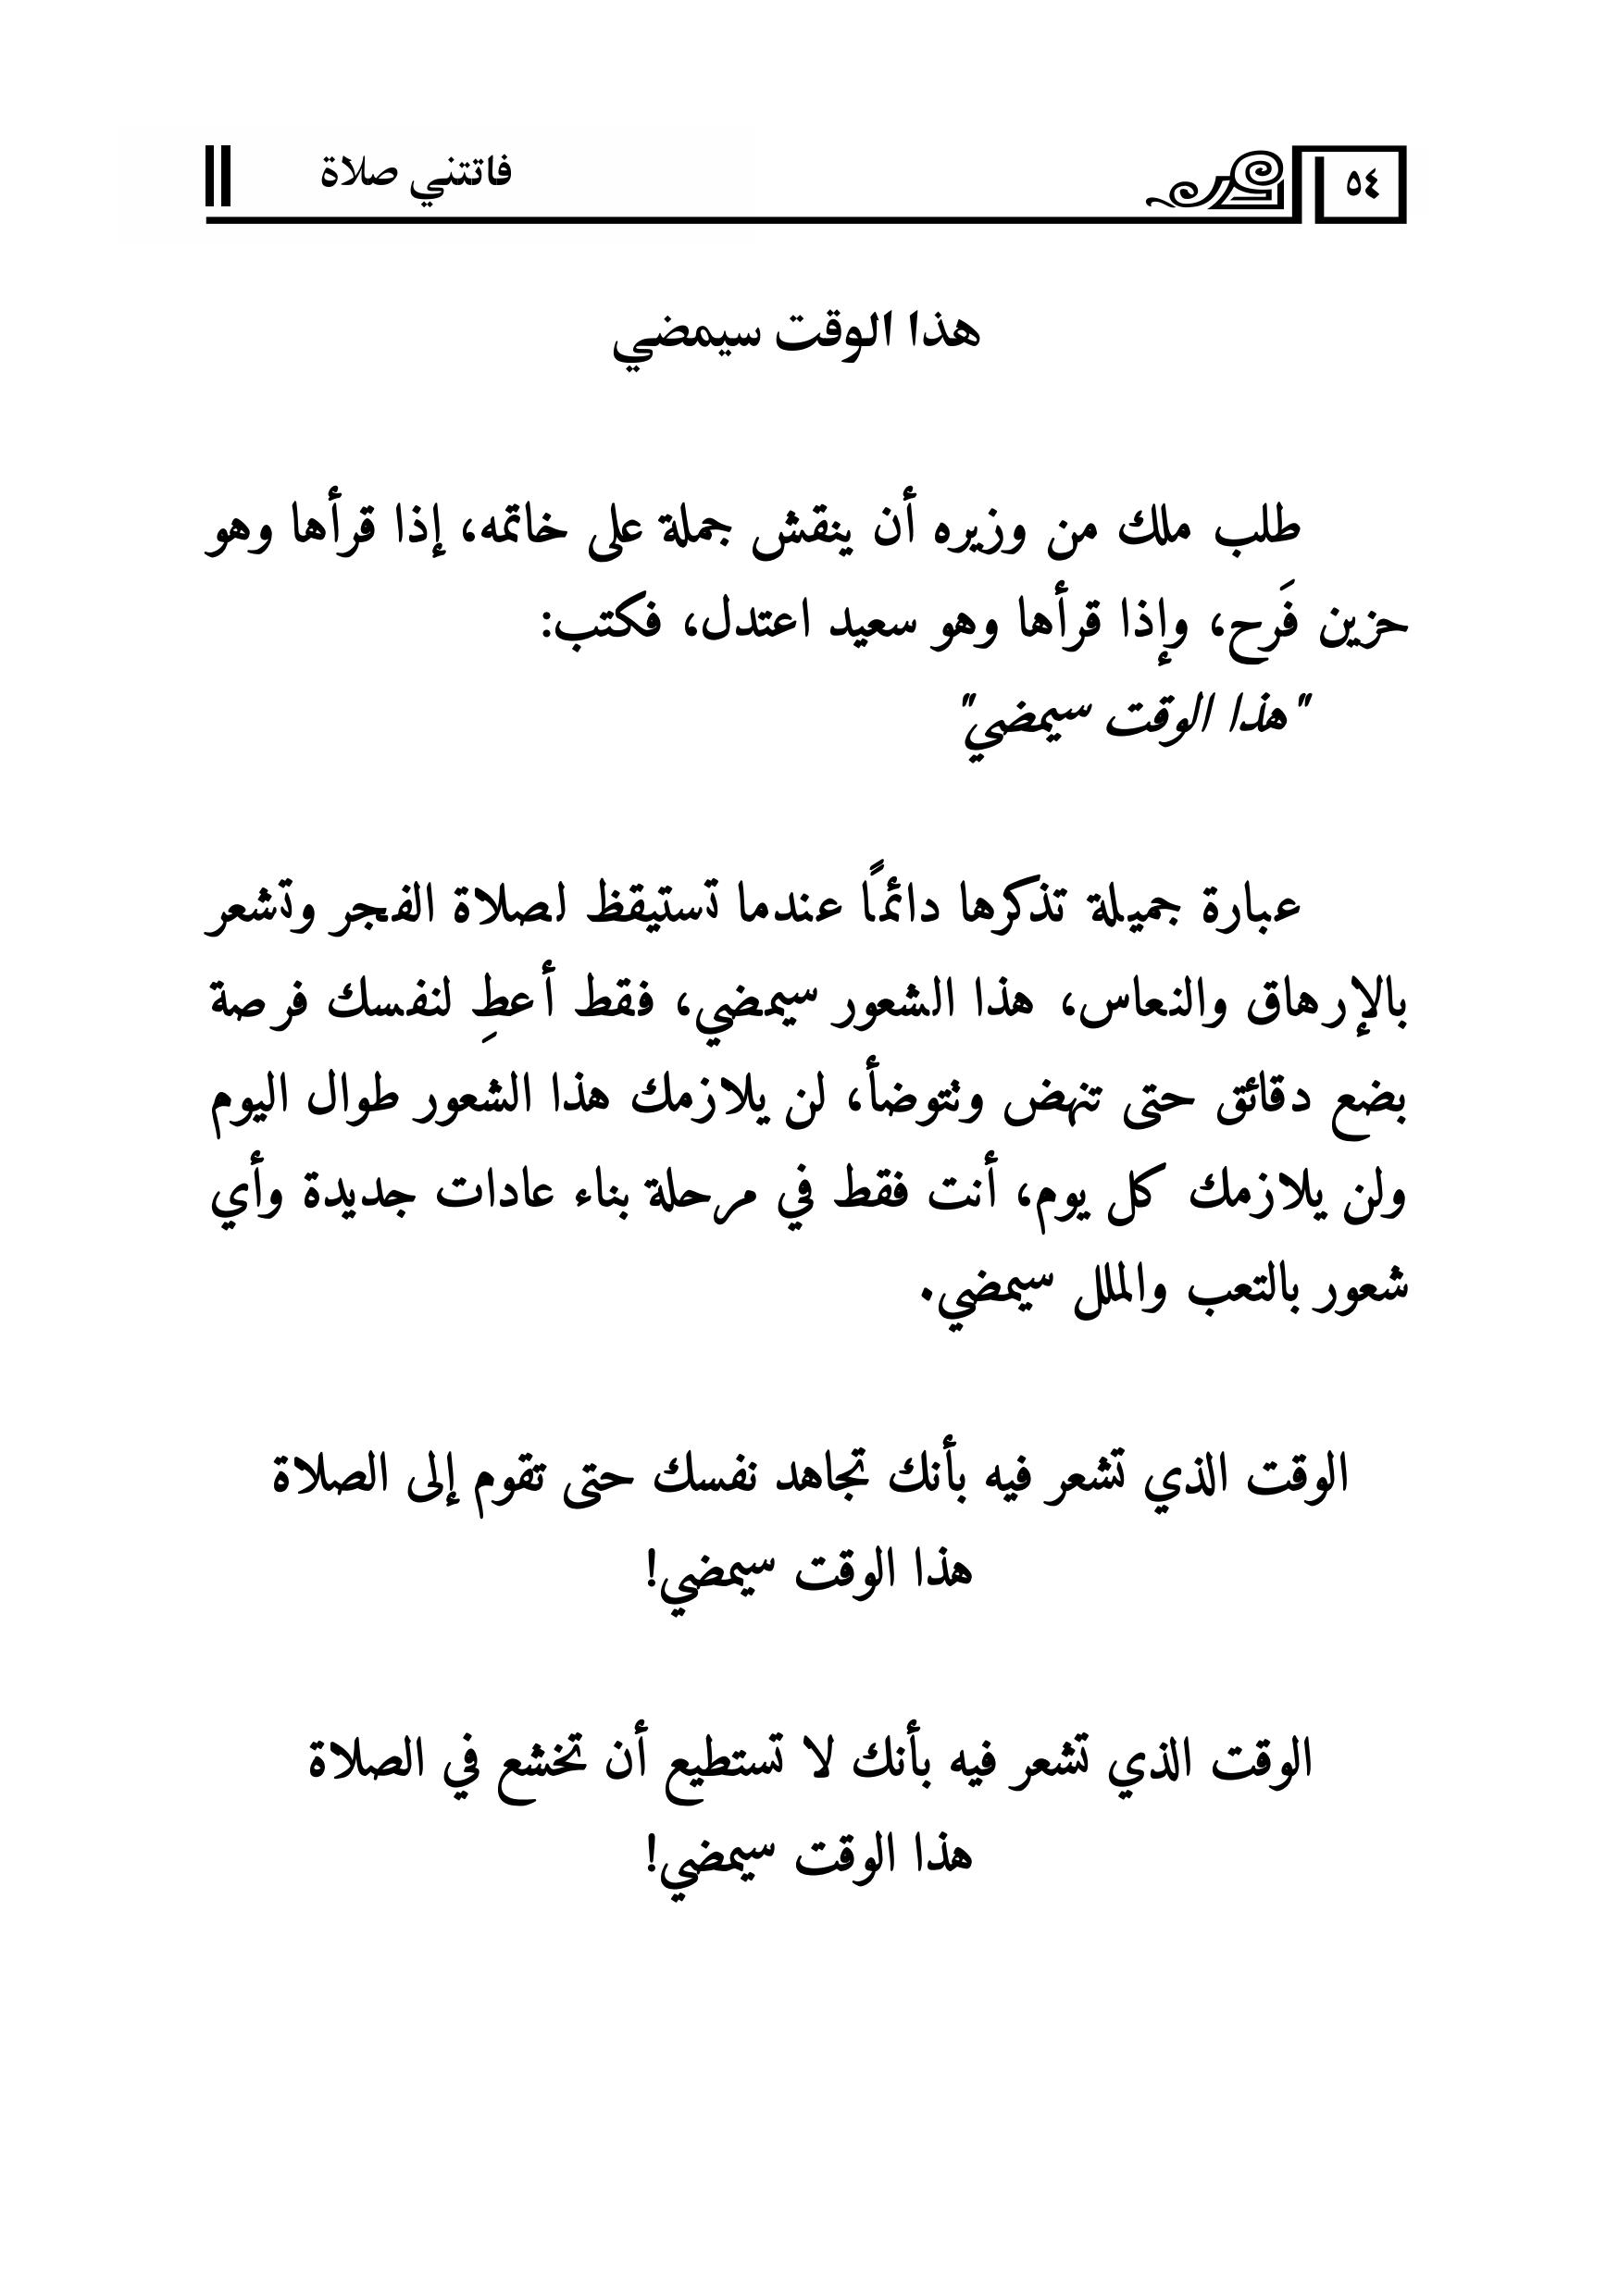 ٥٤
فاتتني صلاة
هذا الوقت سيمضي
طلب ملك من وزيره أن ينقش جملة على خاتمه، إذا قرأها وهو
حزين فَرح، وإذا قرأها وهو سعيد اعتدل، فكتب:
"هذا الوقت سيمضي"
عبارة جميلة تذكرها دائمًا عندما تستيقظ لصلاة الفجر وتشعر
بالإرهاق والنعاس، هذا الشعور سيمضي، فقط أعطِ لنفسك فرصة
بضع دقائق حتى تنهض وتتوضأ، لن يلازمك هذا الشعور طوال اليوم
ولن يلازمك كل يوم، أنت فقط في مرحلة بناء عادات جديدة وأي
شعور بالتعب والملل سيمضي.
الوقت الذي تشعر فيه بأنك تجاهد نفسك حتى تقوم إلى الصلاة
هذا الوقت سيمضي!
الوقت الذي تشعر فيه بأنك لا تستطيع أن تخشع في الصلاة
هذا الوقت سيمضي!